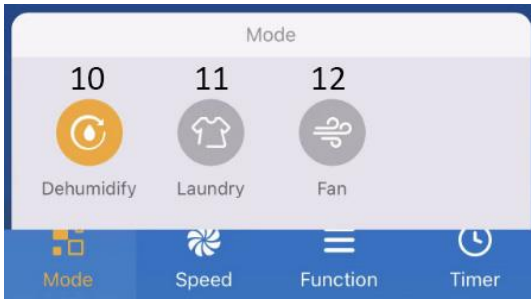 Mode
10 11 12
Dehumidify Laundry Fan
Mode Speed Function Timer